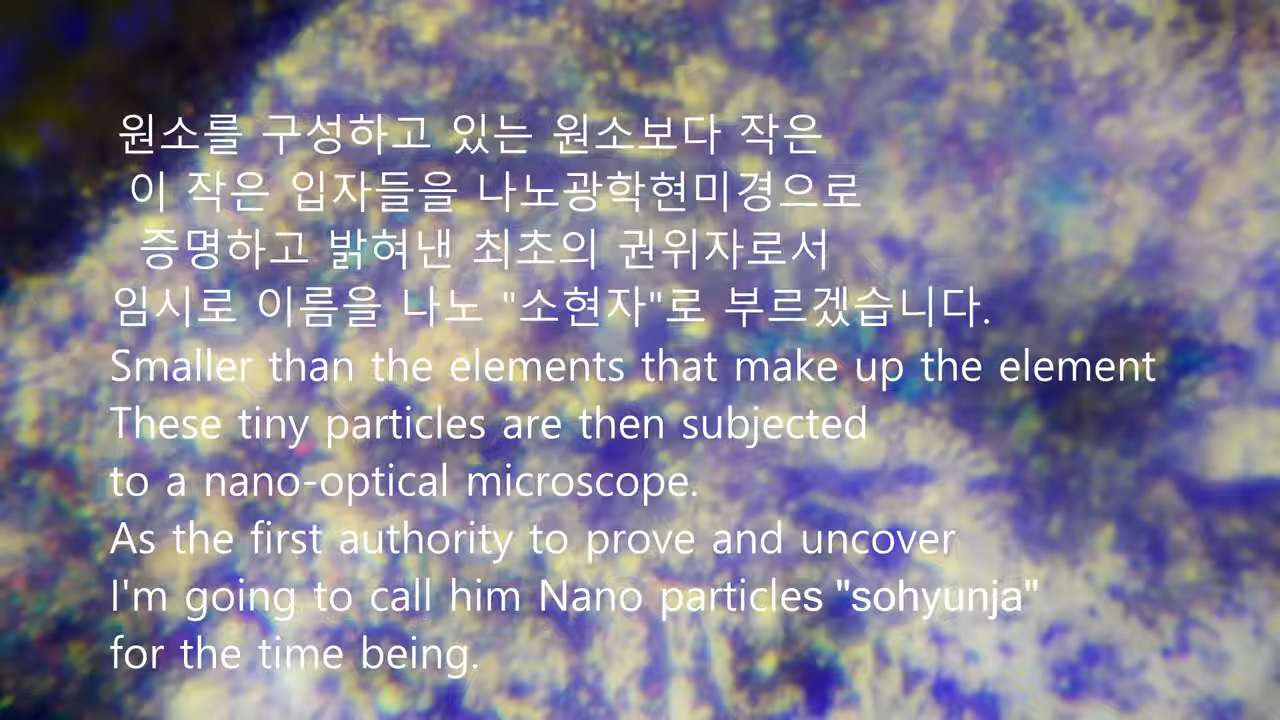 원소를 구성하고 있는 원소보다 작은
이 작은 입자들을 나노광학현미경으로
증명하고 밝혀낸 최초의 권위자로서
임시로 이름을 나노 "소현자"로 부르겠습니다.
Smaller than the elements that make up the element
These tiny particles are then subjected
to a nano-optical microscope.
As the first authority to prove and uncover
I'm going to call him Nano particles "sohyunja"
for the time being.